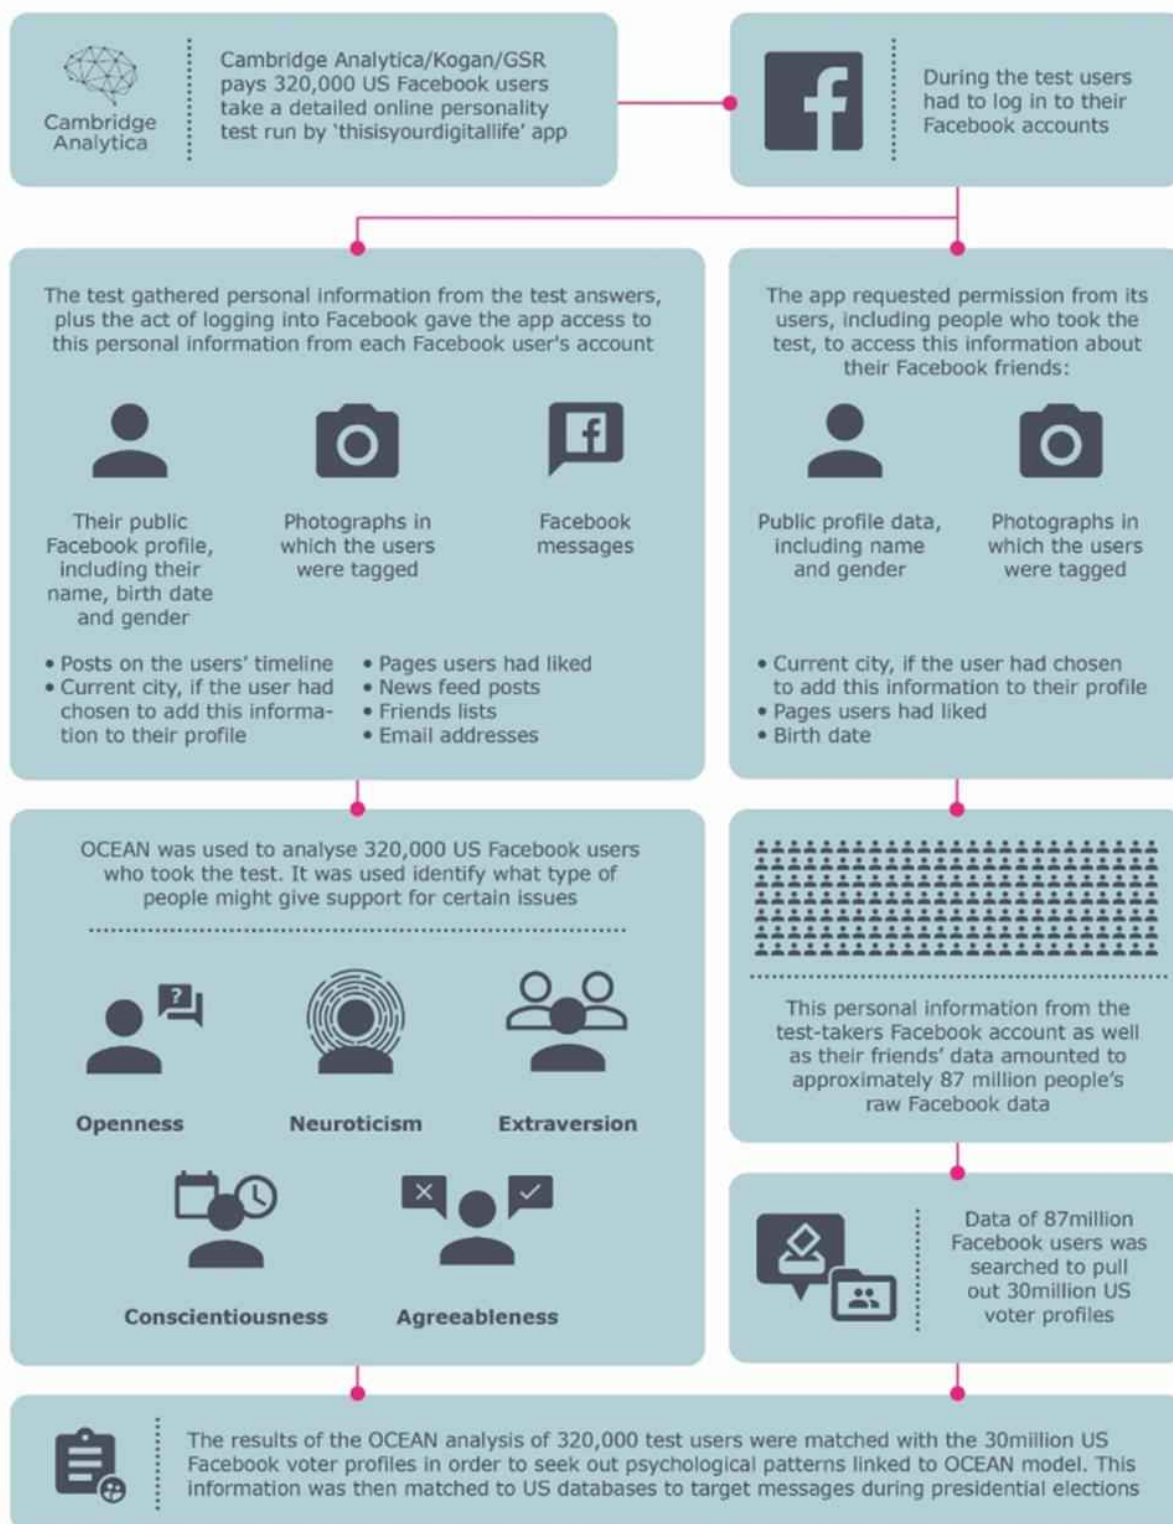 Cambridge
Analytica
Cambridge Analytica/Kogan/GSR
pays 320,000 US Facebook users
take a detailed online personality
test run by 'thisisyourdigitallife' app
f
During the test users
had to log in to their
Facebook accounts
The test gathered personal information from the test answers,
plus the act of logging into Facebook gave the app access to
this personal information from each Facebook user's account
f
Their public
Facebook profile,
including their
name, birth date
and gender
Photographs in
which the users
were tagged
Facebook
messages
• Posts on the users' timeline
• Current city, if the user had
chosen to add this informa-
tion to their profile
• Pages users had liked
• News feed posts
• Friends lists
• Email addresses
The app requested permission from its
users, including people who took the
test, to access this information about
their Facebook friends:
Public profile data,
including name
and gender
Photographs in
which the users
were tagged
• Current city, if the user had chosen
to add this information to their profile
• Pages users had liked
• Birth date
OCEAN was used to analyse 320,000 US Facebook users
who took the test. It was used identify what type of
people might give support for certain issues
?
Openness
Neuroticism
Extraversion
Conscientiousness
Agreeableness
This personal information from the
test-takers Facebook account as well
as their friends' data amounted to
approximately 87 million people's
raw Facebook data
Data of 87million
Facebook users was
searched to pull
out 30million US
voter profiles
The results of the OCEAN analysis of 320,000 test users were matched with the 30million US
Facebook voter profiles in order to seek out psychological patterns linked to OCEAN model. This
information was then matched to US databases to target messages during presidential elections